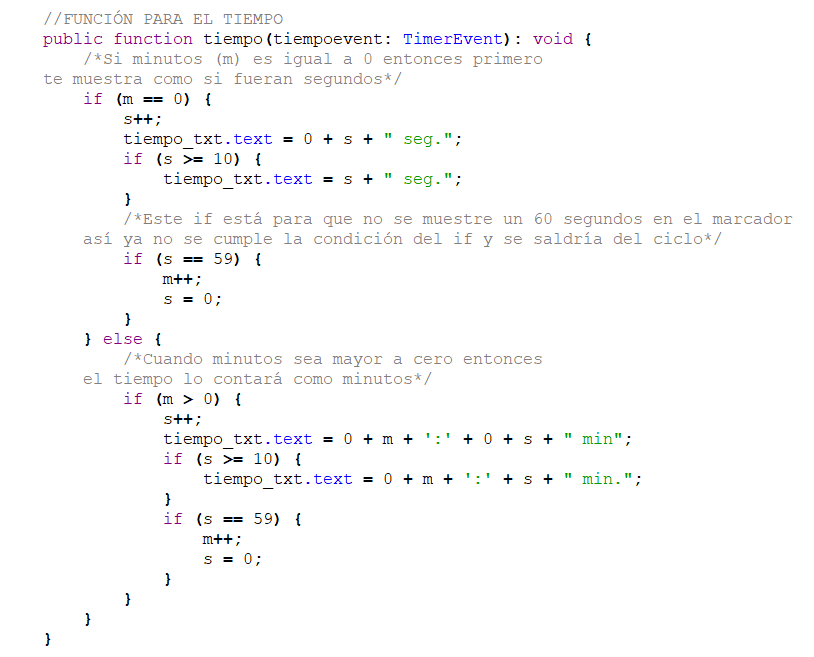 //FUNCIÓN PARA EL TIEMPO
public function tiempo(tiempoevent: TimerEvent): void {
    /*Si minutos (m) es igual a 0 entonces primero
te muestra como si fueran segundos*/
    if (m == 0) {
        s++;
        tiempo_txt.text = 0 + s + " seg.";
        if (s >= 10) {
            tiempo_txt.text = s + " seg.";
        }
        /*Este if está para que no se muestre un 60 segundos en el marcador
    así ya no se cumple la condición del if y se saldría del ciclo*/
        if (s == 59) {
            m++;
            s = 0;
        }
    } else {
        /*Cuando minutos sea mayor a cero entonces
    el tiempo lo contará como minutos*/
        if (m > 0) {
            s++;
            tiempo_txt.text = 0 + m + ':' + 0 + s + " min";
            if (s >= 10) {
                tiempo_txt.text = 0 + m + ':' + s + " min.";
            }
            if (s == 59) {
                m++;
                s = 0;
            }
        }
    }
}